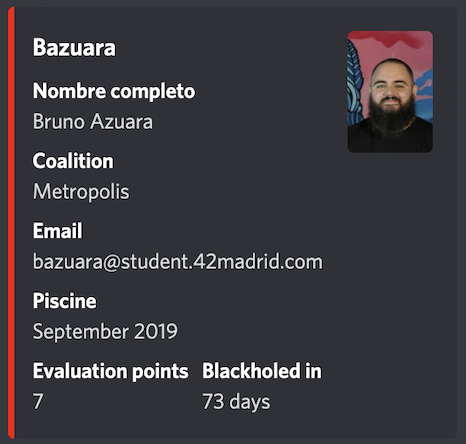 Bazuara
Nombre completo
Bruno Azuara
Coalition
Metropolis
Email
bazuara@student.42madrid.com
Piscine
September 2019
Evaluation points Blackholed in
7 73 days